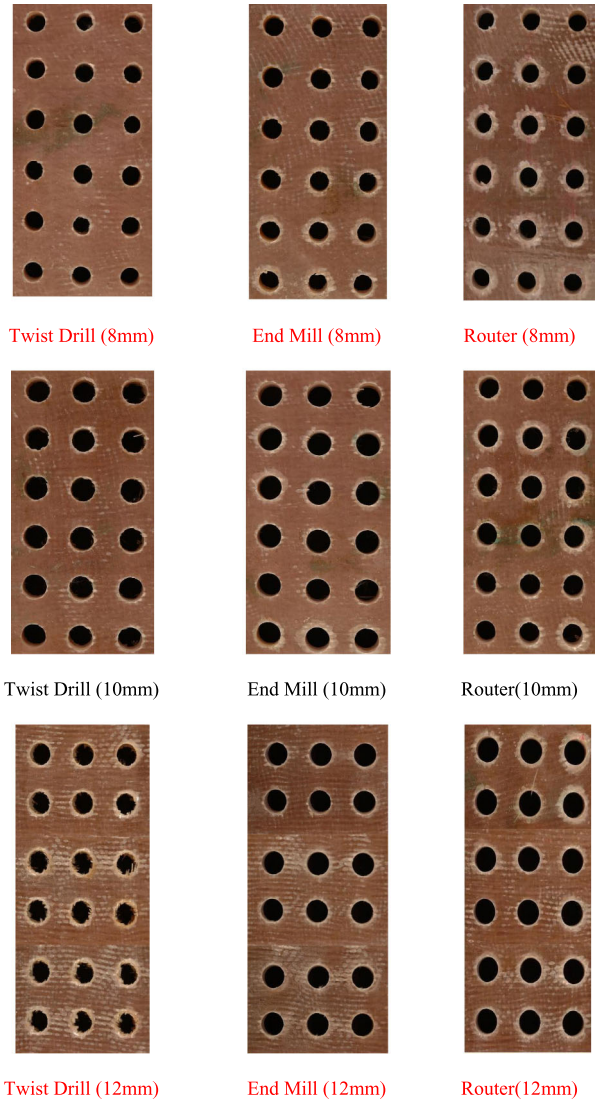 Twist Drill (8mm)
End Mill (8mm)
Router (8mm)
Twist Drill (10mm)
End Mill (10mm)
Router(10mm)
Twist Drill (12mm)
End Mill (12mm)
Router(12mm)